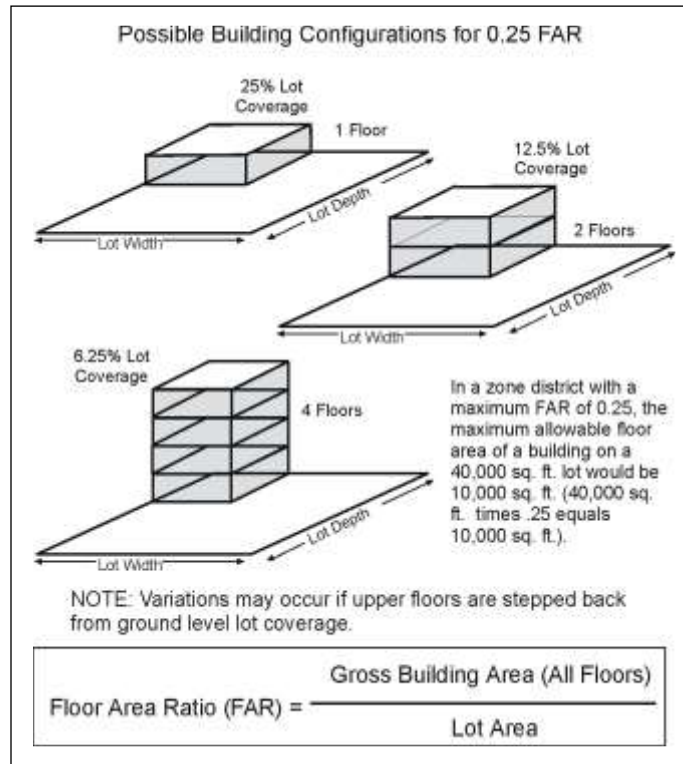 Possible Building Configurations for 0.25 FAR
25% Lot
Coverage
1 Floor
Lot Depth
Lot Width
12.5% Lot
Coverage
2 Floors
Lot Depth
Lot Width
6.25% Lot
Coverage
4 Floors
Lot Depth
Lot Width
In a zone district with a
maximum FAR of 0.25, the
maximum allowable floor
area of a building on a
40,000 sq. ft. lot would be
10,000 sq. ft. (40,000 sq.
ft. times .25 equals
10,000 sq. ft.).
NOTE: Variations may occur if upper floors are stepped back
from ground level lot coverage.
Gross Building Area (All Floors)
Floor Area Ratio (FAR) =
Lot Area